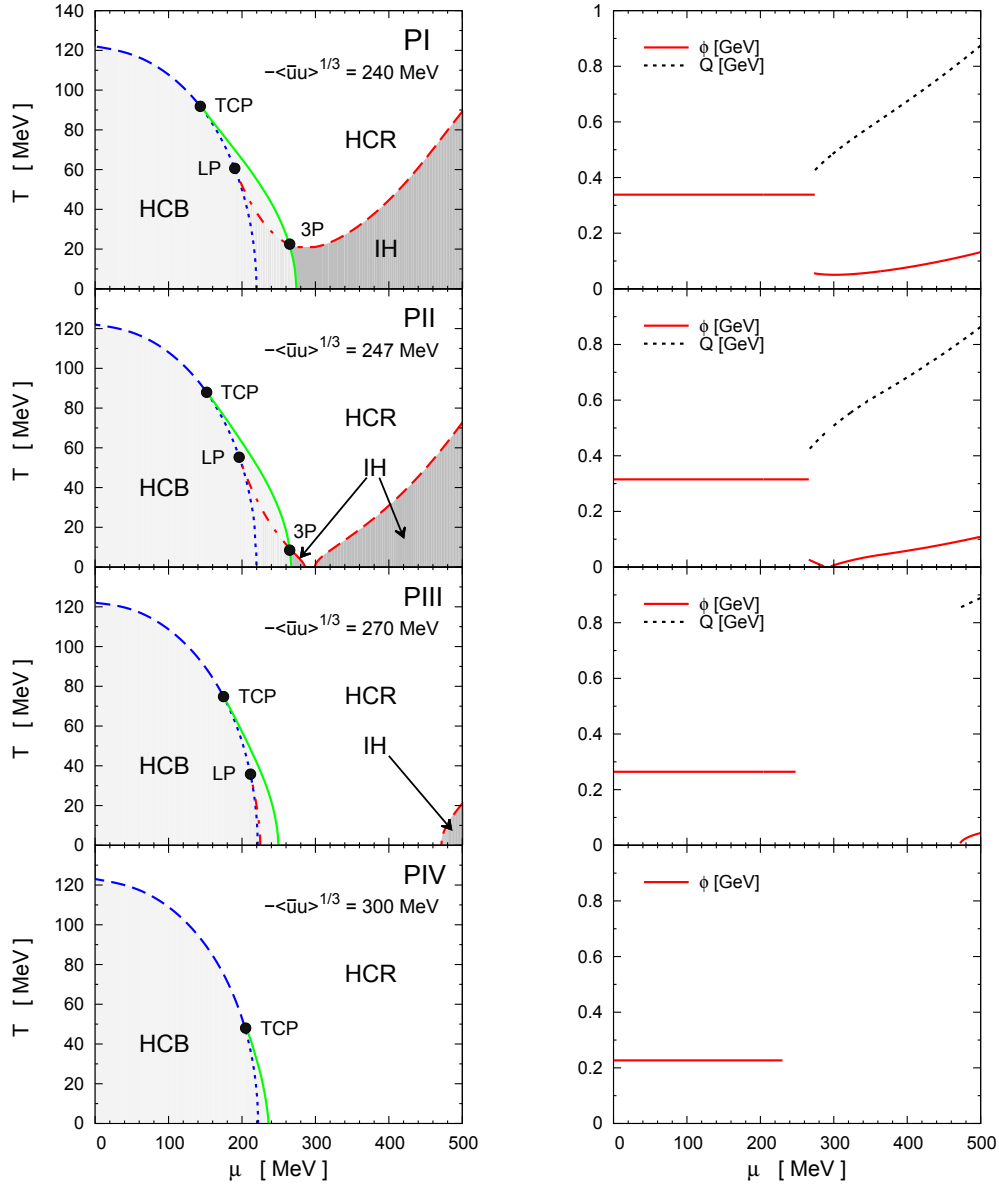 PI
−<ūu>^1/3 = 240 MeV
TCP
LP
3P
HCB
HCR
IH
T [ MeV ]
0
20
40
60
80
100
120
140
φ [GeV]
Q [GeV]
0
0.2
0.4
0.6
0.8
1
PII
−<ūu>^1/3 = 247 MeV
TCP
LP
3P
HCB
HCR
IH
T [ MeV ]
0
20
40
60
80
100
120
φ [GeV]
Q [GeV]
0
0.2
0.4
0.6
0.8
PIII
−<ūu>^1/3 = 270 MeV
TCP
LP
HCB
HCR
IH
T [ MeV ]
0
20
40
60
80
100
120
φ [GeV]
Q [GeV]
0
0.2
0.4
0.6
0.8
PIV
−<ūu>^1/3 = 300 MeV
TCP
HCB
HCR
T [ MeV ]
0
20
40
60
80
100
120
φ [GeV]
0
0.2
0.4
0.6
0.8
0 100 200 300 400 500
μ [ MeV ]
0 100 200 300 400 500
μ [ MeV ]